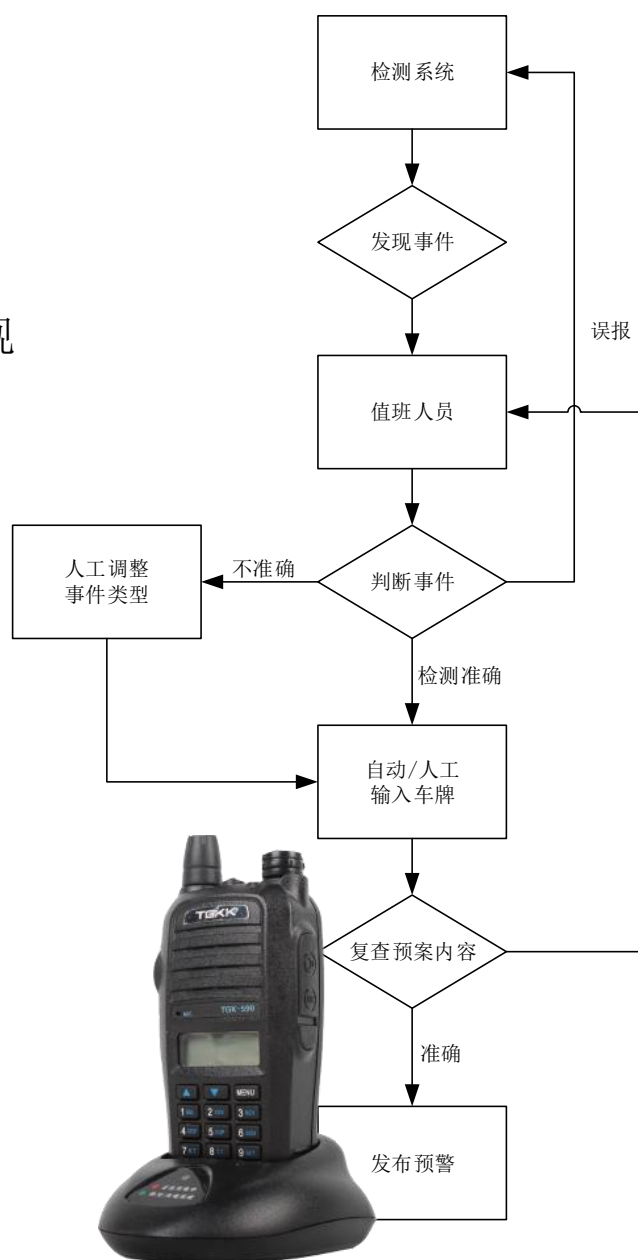 检测系统
发现事件
误报
值班人员
人工调整
事件类型
不准确
判断事件
检测准确
自动/人工
输入车牌
TGKK
TGK-590
MENU
复查预案内容
准确
发布预警